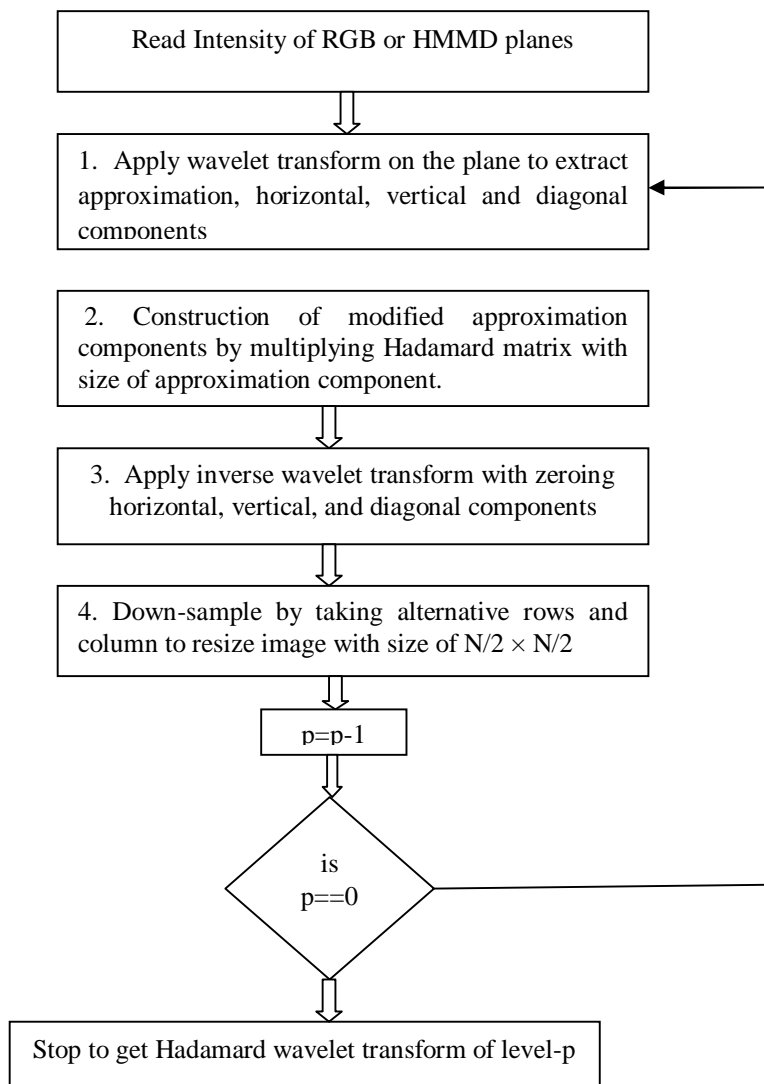 Read Intensity of RGB or HMMD planes
1. Apply wavelet transform on the plane to extract
approximation, horizontal, vertical and diagonal
components
2. Construction of modified approximation
components by multiplying Hadamard matrix with
size of approximation component.
3. Apply inverse wavelet transform with zeroing
horizontal, vertical, and diagonal components
4. Down-sample by taking alternative rows and
column to resize image with size of N/2 × N/2
p=p-1
is
p==0
Stop to get Hadamard wavelet transform of level-p